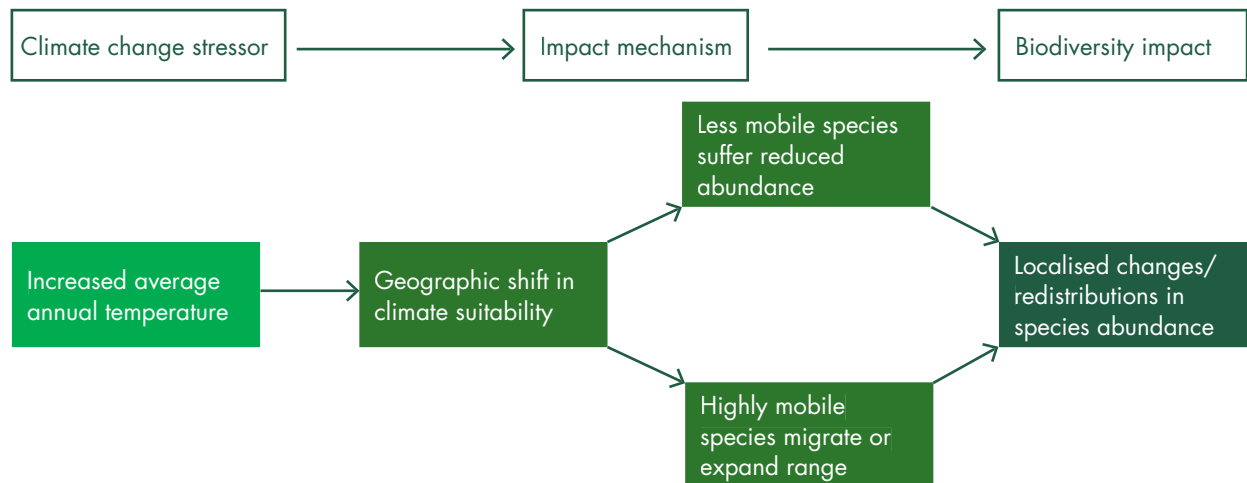 Climate change stressor
Impact mechanism
Biodiversity impact
Less mobile species
suffer reduced
abundance
Increased average
annual temperature
Geographic shift in
climate suitability
Localised changes/
redistributions in
species abundance
Highly mobile
species migrate or
expand range